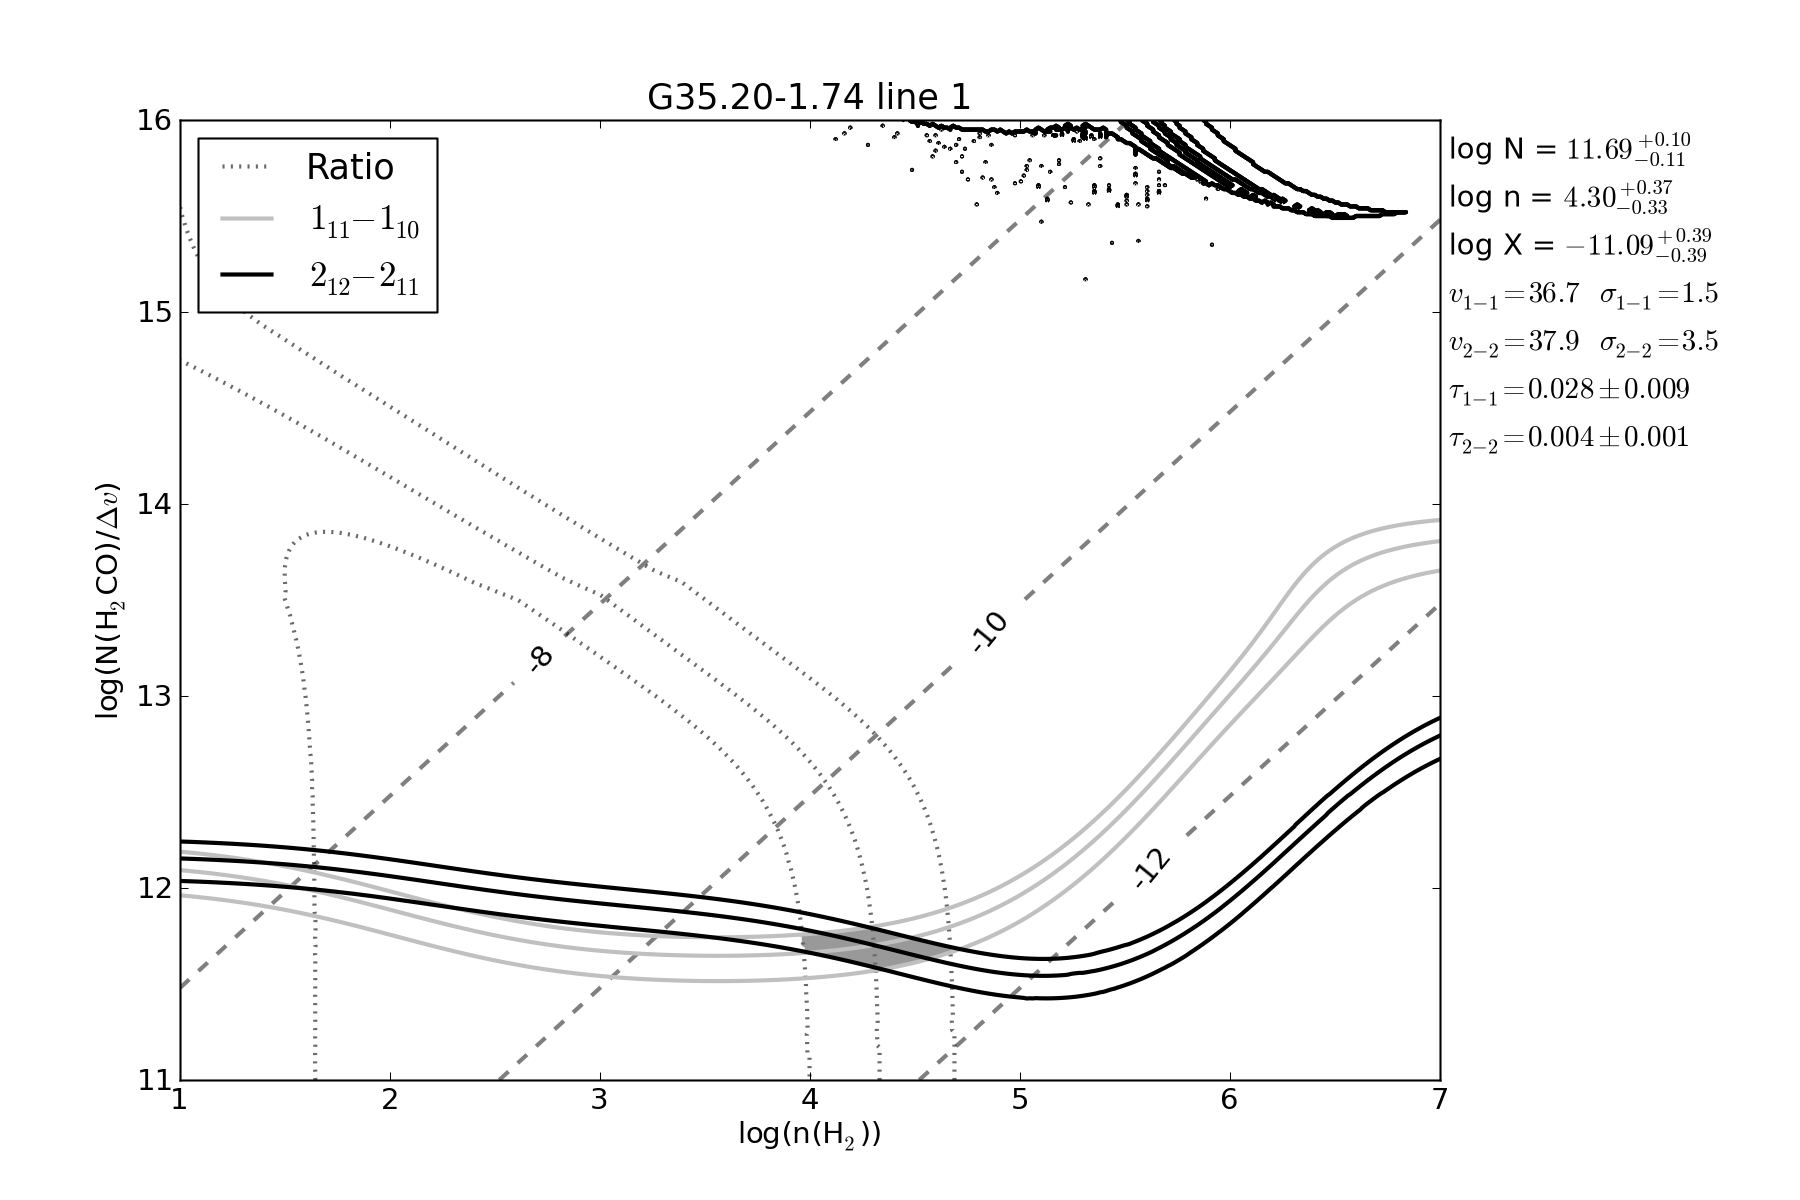 G35.20-1.74 line 1
16
15
14
13
12
11
log(N(H₂CO)/Δv)
Ratio
1₁₁−1₁₀
2₁₂−2₁₁
-8
-10
-12
1 2 3 4 5 6 7
log(n(H₂))
log N = 11.69^{+0.10}_{−0.11}
log n = 4.30^{+0.37}_{−0.33}
log X = −11.09^{+0.39}_{−0.39}
v₁₋₁=36.7 σ₁₋₁=1.5
v₂₋₂=37.9 σ₂₋₂=3.5
τ₁₋₁=0.028±0.009
τ₂₋₂=0.004±0.001